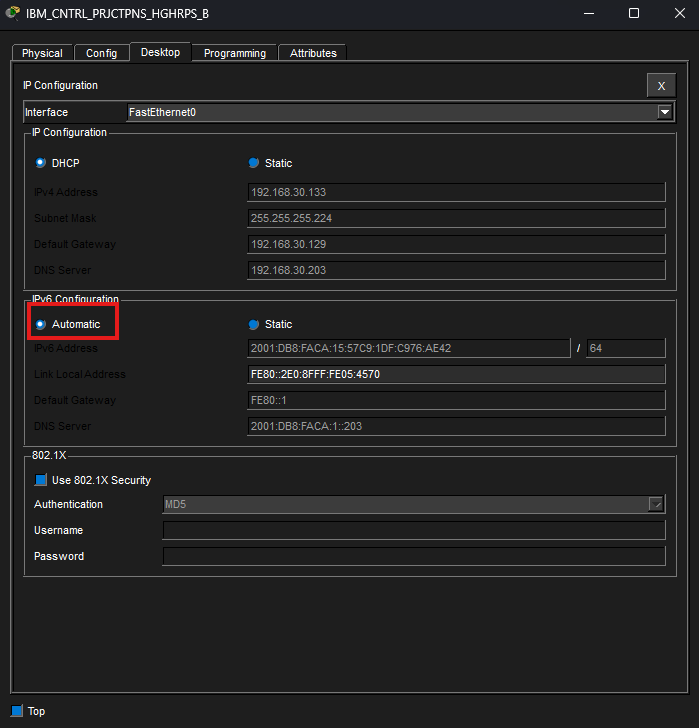 IBM_CNTRL_PRJCTPNS_HGHRPS_B
Physical Config Desktop Programming Attributes
IP Configuration X
Interface FastEthernet0
IP Configuration
DHCP Static
IPv4 Address 192.168.30.133
Subnet Mask 255.255.255.224
Default Gateway 192.168.30.129
DNS Server 192.168.30.203
IPv6 Configuration
Automatic Static
IPv6 Address 2001:DB8:FACA:15:57C9:1DF:C976:AE42 / 64
Link Local Address FE80::2E0:8FFF:FE05:4570
Default Gateway FE80::1
DNS Server 2001:DB8:FACA:1::203
802.1X
Use 802.1X Security
Authentication MD5
Username
Password
Top